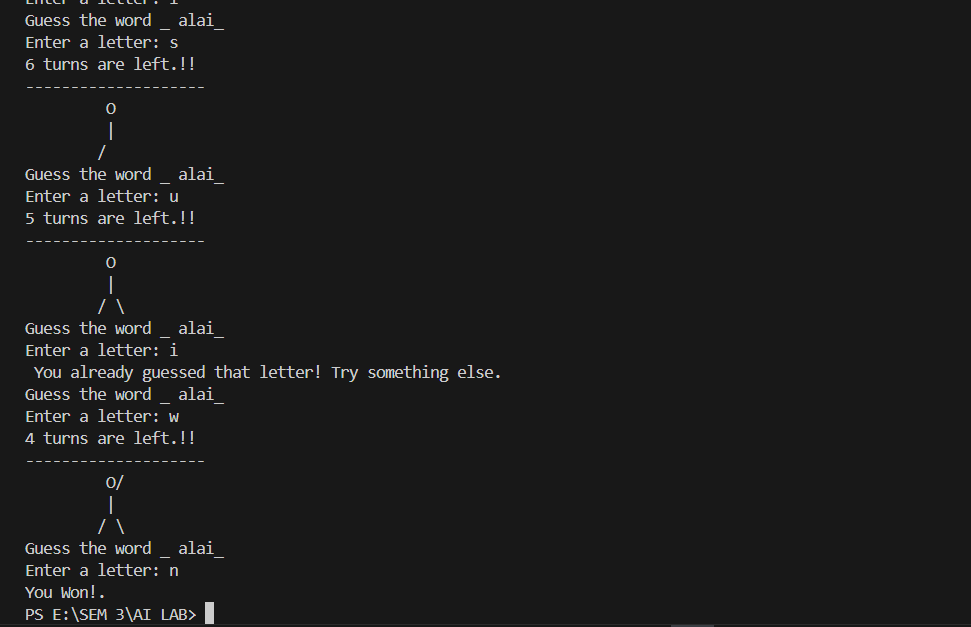 Enter a letter: i
Guess the word _ alai_
Enter a letter: s
6 turns are left.!!
--------------------
         O
         |
        /
Guess the word _ alai_
Enter a letter: u
5 turns are left.!!
--------------------
         O
         |
        / \
Guess the word _ alai_
Enter a letter: i
 You already guessed that letter! Try something else.
Guess the word _ alai_
Enter a letter: w
4 turns are left.!!
--------------------
         O/
         |
        / \
Guess the word _ alai_
Enter a letter: n
You Won!.
PS E:\SEM 3\AI LAB>